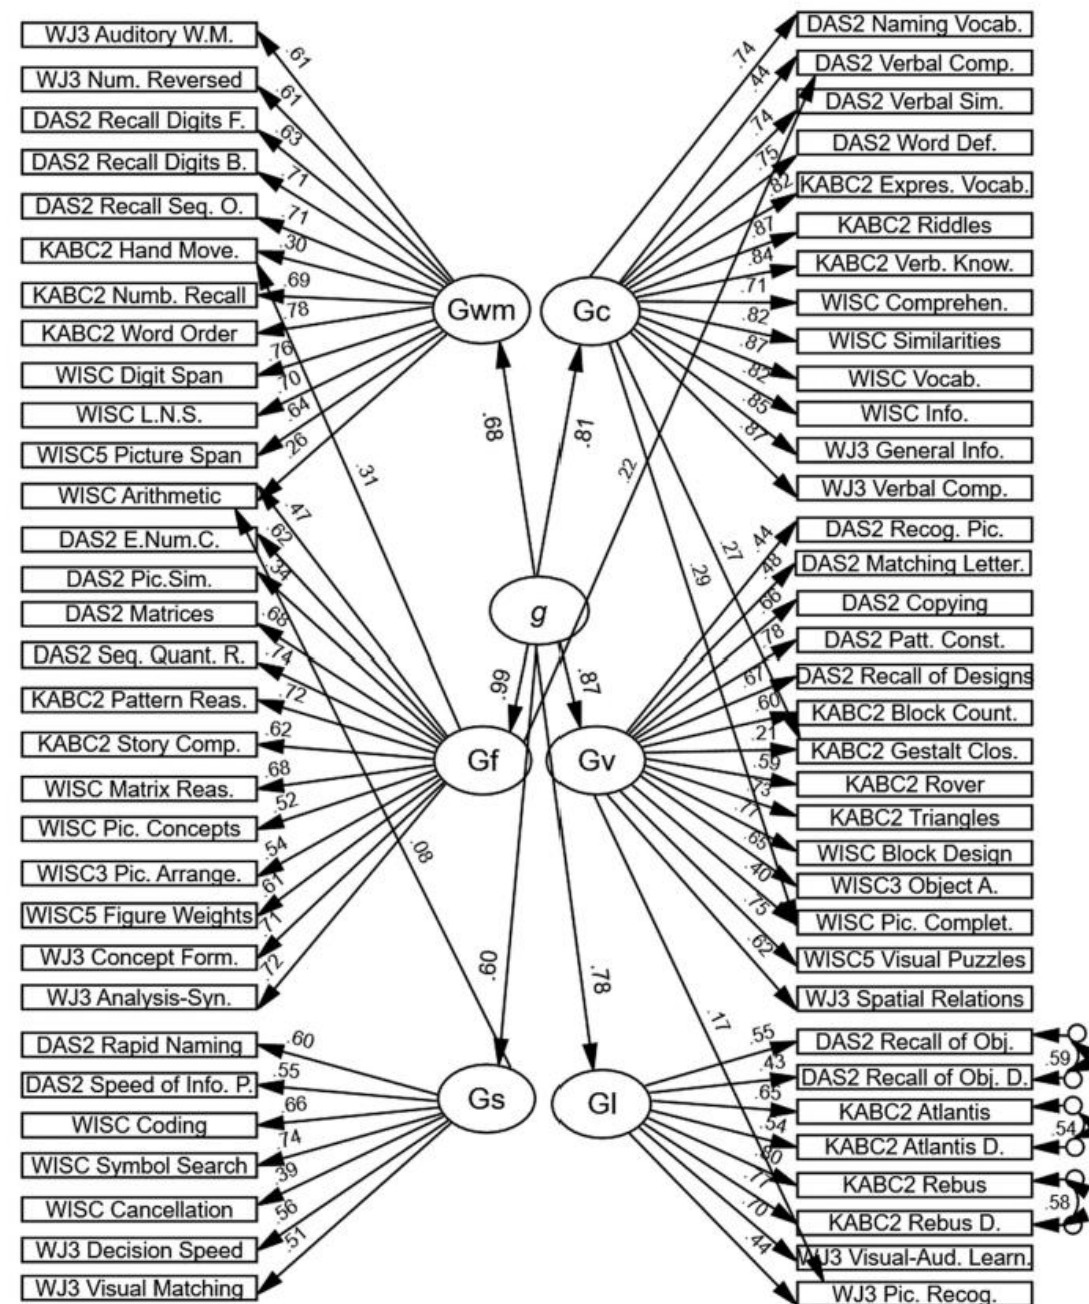 WJ3 Auditory W.M.
WJ3 Num. Reversed
DAS2 Recall Digits F.
DAS2 Recall Digits B.
DAS2 Recall Seq. O.
KABC2 Hand Move.
KABC2 Numb. Recall
KABC2 Word Order
WISC Digit Span
WISC L.N.S.
WISC5 Picture Span
WISC Arithmetic
DAS2 E.Num.C.
DAS2 Pic.Sim.
DAS2 Matrices
DAS2 Seq. Quant. R.
KABC2 Pattern Reas.
KABC2 Story Comp.
WISC Matrix Reas.
WISC Pic. Concepts
WISC3 Pic. Arrange.
WISC5 Figure Weights
WJ3 Concept Form.
WJ3 Analysis-Syn.
DAS2 Rapid Naming
DAS2 Speed of Info. P.
WISC Coding
WISC Symbol Search
WISC Cancellation
WJ3 Decision Speed
WJ3 Visual Matching
.61
.61
.63
.71
.71
.30
.69
.78
.76
.70
.64
.26
.31
.47
.62
.34
.68
.74
.72
.62
.68
.52
.54
.61
.71
.72
.08
.60
.55
.66
.74
.39
.56
.51
Gwm
Gc
.68
.81
.22
g
.99
.87
Gf
Gv
.60
.78
Gs
Gl
.74
.44
.74
.75
.82
.87
.84
.71
.82
.87
.82
.85
.87
.27
.29
.44
.48
.66
.78
.67
.60
.21
.59
.73
.77
.65
.40
.75
.62
.17
.55
.43
.65
.54
.80
.77
.70
.44
DAS2 Naming Vocab.
DAS2 Verbal Comp.
DAS2 Verbal Sim.
DAS2 Word Def.
KABC2 Expres. Vocab.
KABC2 Riddles
KABC2 Verb. Know.
WISC Comprehen.
WISC Similarities
WISC Vocab.
WISC Info.
WJ3 General Info.
WJ3 Verbal Comp.
DAS2 Recog. Pic.
DAS2 Matching Letter.
DAS2 Copying
DAS2 Patt. Const.
DAS2 Recall of Designs
KABC2 Block Count.
KABC2 Gestalt Clos.
KABC2 Rover
KABC2 Triangles
WISC Block Design
WISC3 Object A.
WISC Pic. Complet.
WISC5 Visual Puzzles
WJ3 Spatial Relations
DAS2 Recall of Obj.
DAS2 Recall of Obj. D.
KABC2 Atlantis
KABC2 Atlantis D.
KABC2 Rebus
KABC2 Rebus D.
WJ3 Visual-Aud. Learn.
WJ3 Pic. Recog.
.59
.54
.58